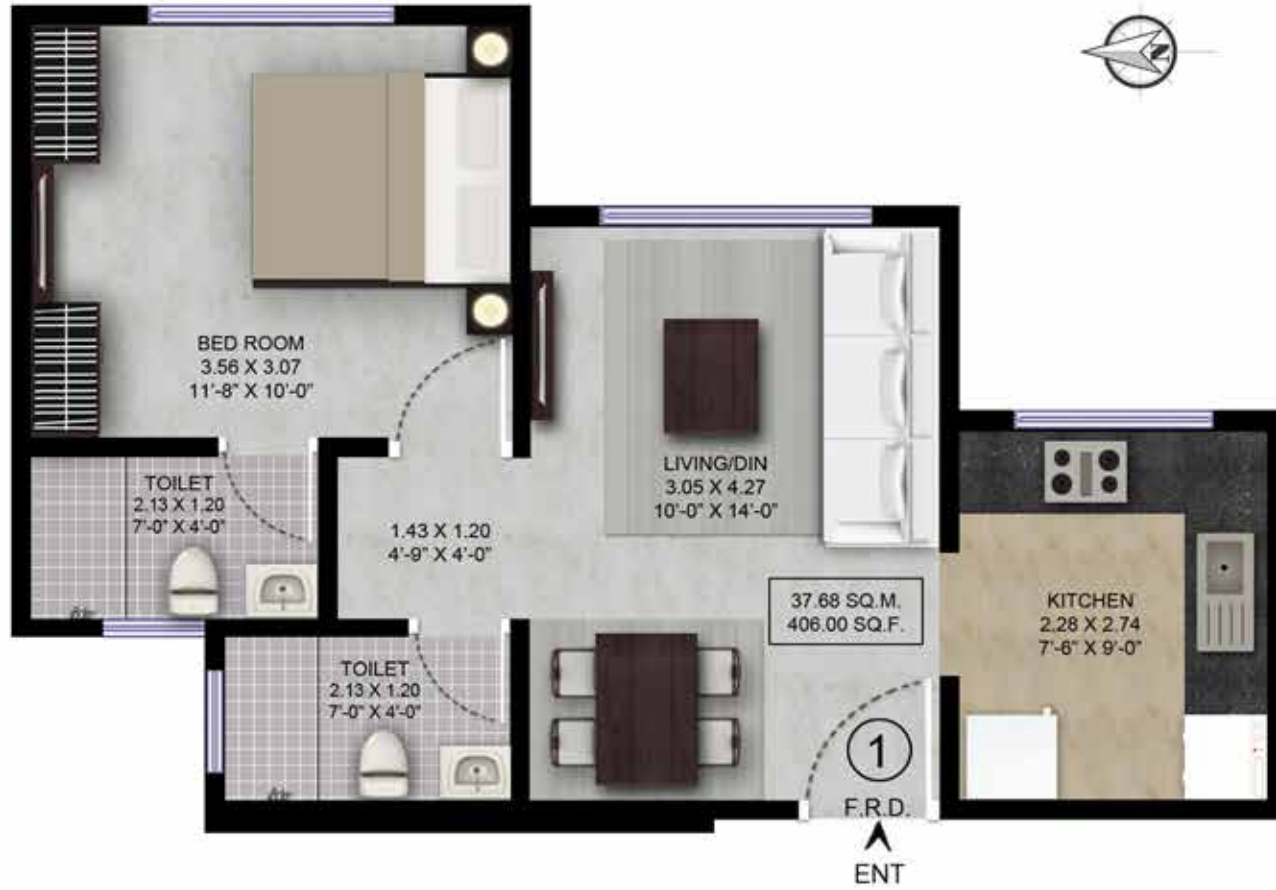 N
BED ROOM
3.56 X 3.07
11'-8" X 10'-0"
TOILET
2.13 X 1.20
7'-0" X 4'-0"
1.43 X 1.20
4'-9" X 4'-0"
LIVING/DIN
3.05 X 4.27
10'-0" X 14'-0"
37.68 SQ.M.
406.00 SQ.F.
KITCHEN
2.28 X 2.74
7'-6" X 9'-0"
TOILET
2.13 X 1.20
7'-0" X 4'-0"
1
F.R.D.
ENT